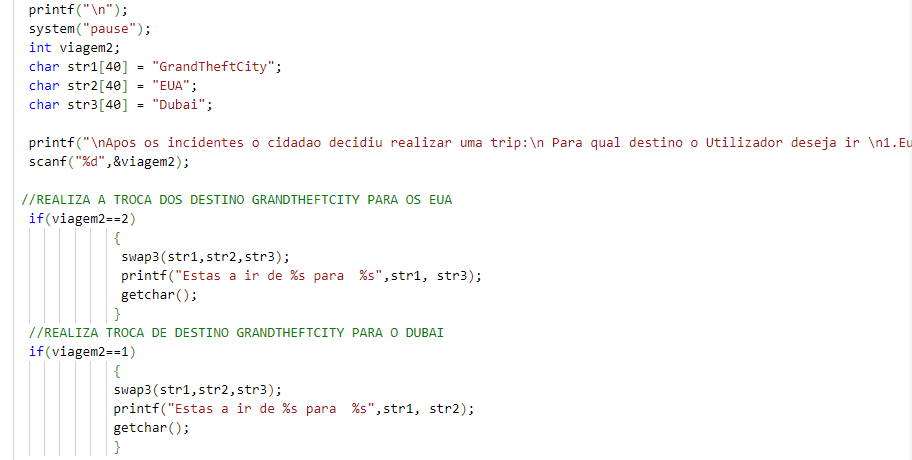 printf("\n");
system("pause");
int viagem2;
char str1[40] = "GrandTheftCity";
char str2[40] = "EUA";
char str3[40] = "Dubai";
printf("\nApos os incidentes o cidadao decidiu realizar uma trip:\n Para qual destino o Utilizador deseja ir \n1.Eu
scanf("%d",&viagem2);
//REALIZA A TROCA DOS DESTINO GRANDTHEFTCITY PARA OS EUA
if(viagem2==2)
{
swap3(str1,str2,str3);
printf("Estas a ir de %s para  %s",str1, str3);
getchar();
}
//REALIZA TROCA DE DESTINO GRANDTHEFTCITY PARA O DUBAI
if(viagem2==1)
{
swap3(str1,str2,str3);
printf("Estas a ir de %s para  %s",str1, str2);
getchar();
}